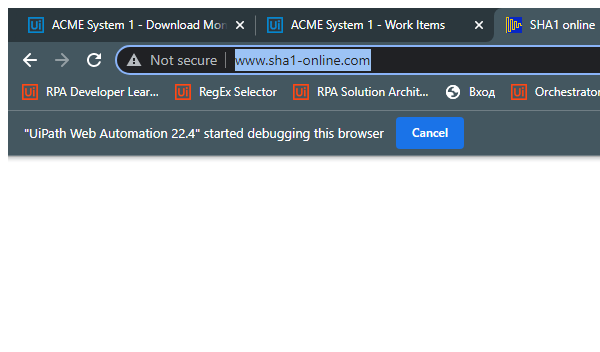 Ui ACME System 1 - Download Mon × Ui ACME System 1 - Work Items × SHA1 online
Not secure | www.sha1-online.com
Ui RPA Developer Lear... Ui RegEx Selector Ui RPA Solution Archit... Вход Ui Orchestrator
"UiPath Web Automation 22.4" started debugging this browser Cancel